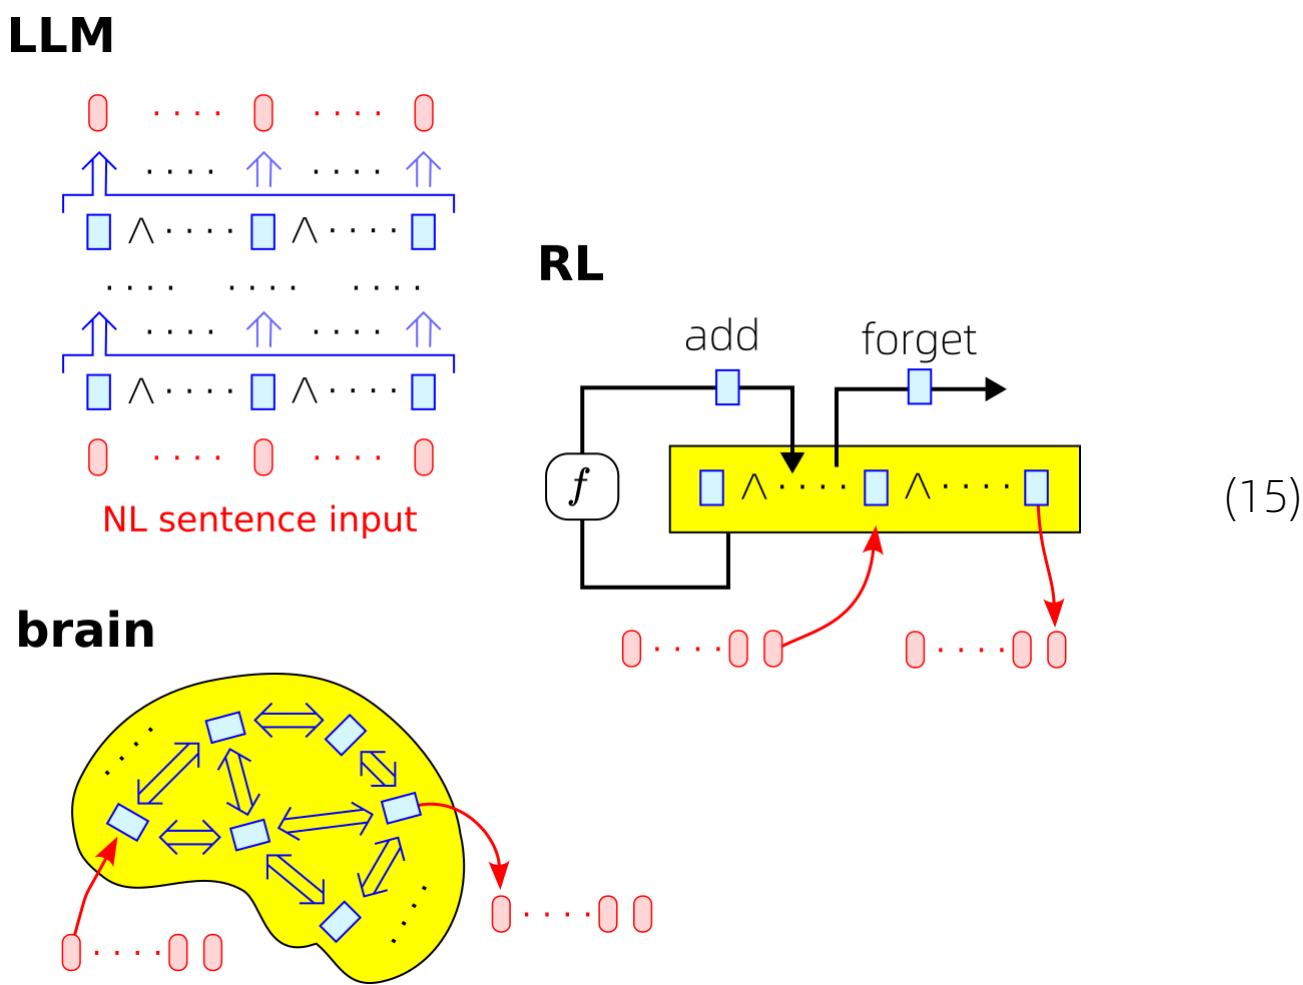 LLM
∧ ∧
∧ ∧
NL sentence input
RL
add forget
f
∧ ∧
(15)
brain